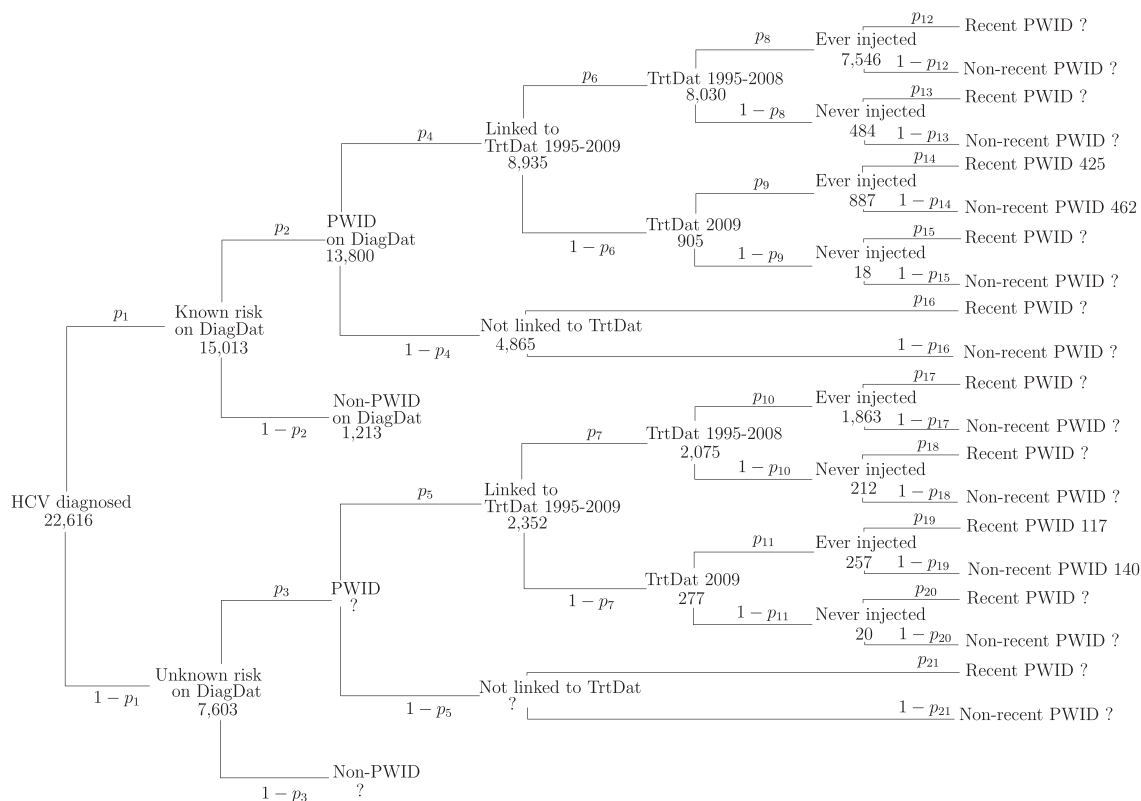 p12
Recent PWID ?
Ever injected
7,546
1 − p12
Non-recent PWID ?
p8
p6
TrtDat 1995-2008
8,030
p13
Recent PWID ?
1 − p8
Never injected
484
1 − p13
Non-recent PWID ?
p4
Linked to
TrtDat 1995-2009
8,935
p14
Recent PWID 425
p9
Ever injected
887
1 − p14
Non-recent PWID 462
TrtDat 2009
905
1 − p6
p15
Recent PWID ?
1 − p9
Never injected
18
1 − p15
Non-recent PWID ?
p2
PWID
on DiagDat
13,800
p16
Recent PWID ?
Not linked to TrtDat
4,865
1 − p4
1 − p16
Non-recent PWID ?
p1
Known risk
on DiagDat
15,013
Non-PWID
on DiagDat
1,213
1 − p2
p17
Recent PWID ?
p10
Ever injected
1,863
1 − p17
Non-recent PWID ?
p7
TrtDat 1995-2008
2,075
p18
Recent PWID ?
1 − p10
Never injected
212
1 − p18
Non-recent PWID ?
HCV diagnosed
22,616
p5
Linked to
TrtDat 1995-2009
2,352
p19
Recent PWID 117
p11
Ever injected
257
1 − p19
Non-recent PWID 140
TrtDat 2009
277
1 − p7
p20
Recent PWID ?
1 − p11
Never injected
20
1 − p20
Non-recent PWID ?
p3
PWID
?
p21
Recent PWID ?
Not linked to TrtDat
?
1 − p5
1 − p21
Non-recent PWID ?
Unknown risk
on DiagDat
7,603
1 − p1
Non-PWID
?
1 − p3